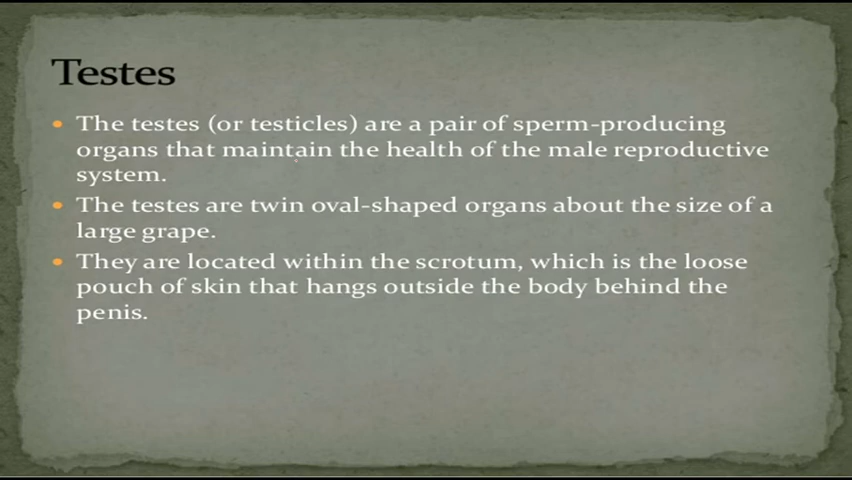 Testes
• The testes (or testicles) are a pair of sperm-producing
organs that maintain the health of the male reproductive
system.
• The testes are twin oval-shaped organs about the size of a
large grape.
• They are located within the scrotum, which is the loose
pouch of skin that hangs outside the body behind the
penis.